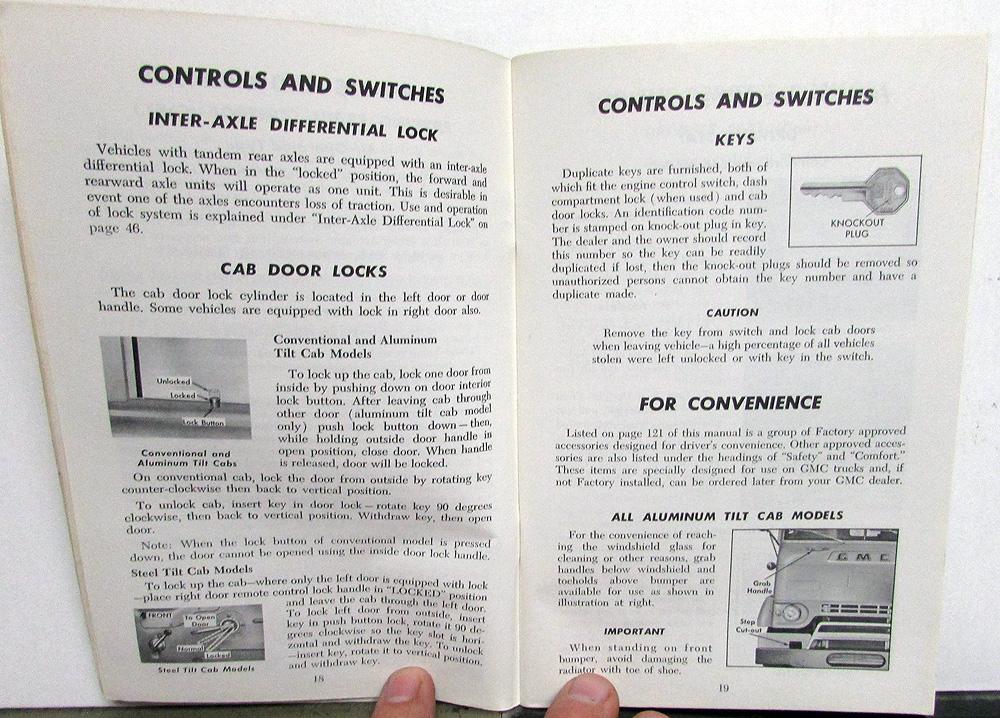 CONTROLS AND SWITCHES
INTER-AXLE DIFFERENTIAL LOCK
Vehicles with tandem rear axles are equipped with an inter-axle
differential lock. When in the "locked" position, the forward and
rearward axle units will operate as one unit. This is desirable in
event one of the axles encounters loss of traction. Use and operation
of lock system is explained under "Inter-Axle Differential Lock" on
page 46.
CAB DOOR LOCKS
The cab door lock cylinder is located in the left door or door
handle. Some vehicles are equipped with lock in right door also.
Unlocked
Locked
Lock Button
Conventional and
Aluminum Tilt Cabs
Conventional and Aluminum
Tilt Cab Models
To lock up the cab, lock one door from
inside by pushing down on door interior
lock button. After leaving cab through
other door (aluminum tilt cab model
only) push lock button down—then,
while holding outside door handle in
open position, close door. When handle
is released, door will be locked.
On conventional cab, lock the door from outside by rotating key
counter-clockwise then back to vertical position.
To unlock cab, insert key in door lock—rotate key 90 degrees
clockwise, then back to vertical position. Withdraw key, then open
door.
Note: When the lock button of conventional model is pressed
down, the door cannot be opened using the inside door lock handle.
Steel Tilt Cab Models
To lock up the cab—where only the left door is equipped with lock
—place right door remote control lock handle in "LOCKED" position
and leave the cab through the left door.
To lock left door from outside, insert
key in push button lock, rotate it 90 de-
grees clockwise so the key slot is hori-
zontal and withdraw the key. To unlock
—insert key, rotate it to vertical position,
and withdraw key.
FRONT
To Open
Door
Normal
Locked
Steel Tilt Cab Models
18
CONTROLS AND SWITCHES
KEYS
Duplicate keys are furnished, both of
which fit the engine control switch, dash
compartment lock (when used) and cab
door locks. An identification code num-
ber is stamped on knock-out plug in key.
The dealer and the owner should record
this number so the key can be readily
duplicated if lost, then the knock-out plugs should be removed so
unauthorized persons cannot obtain the key number and have a
duplicate made.
KNOCKOUT
PLUG
CAUTION
Remove the key from switch and lock cab doors
when leaving vehicle—a high percentage of all vehicles
stolen were left unlocked or with key in the switch.
FOR CONVENIENCE
Listed on page 121 of this manual is a group of Factory approved
accessories designed for driver's convenience. Other approved acces-
sories are also listed under the headings of "Safety" and "Comfort."
These items are specially designed for use on GMC trucks and, if
not Factory installed, can be ordered later from your GMC dealer.
ALL ALUMINUM TILT CAB MODELS
For the convenience of reach-
ing the windshield glass for
cleaning or other reasons, grab
handles below windshield and
toeholds above bumper are
available for use as shown in
illustration at right.
IMPORTANT
When standing on front
bumper, avoid damaging the
radiator with toe of shoe.
GMC
Grab
Handle
Step
Cut-out
19